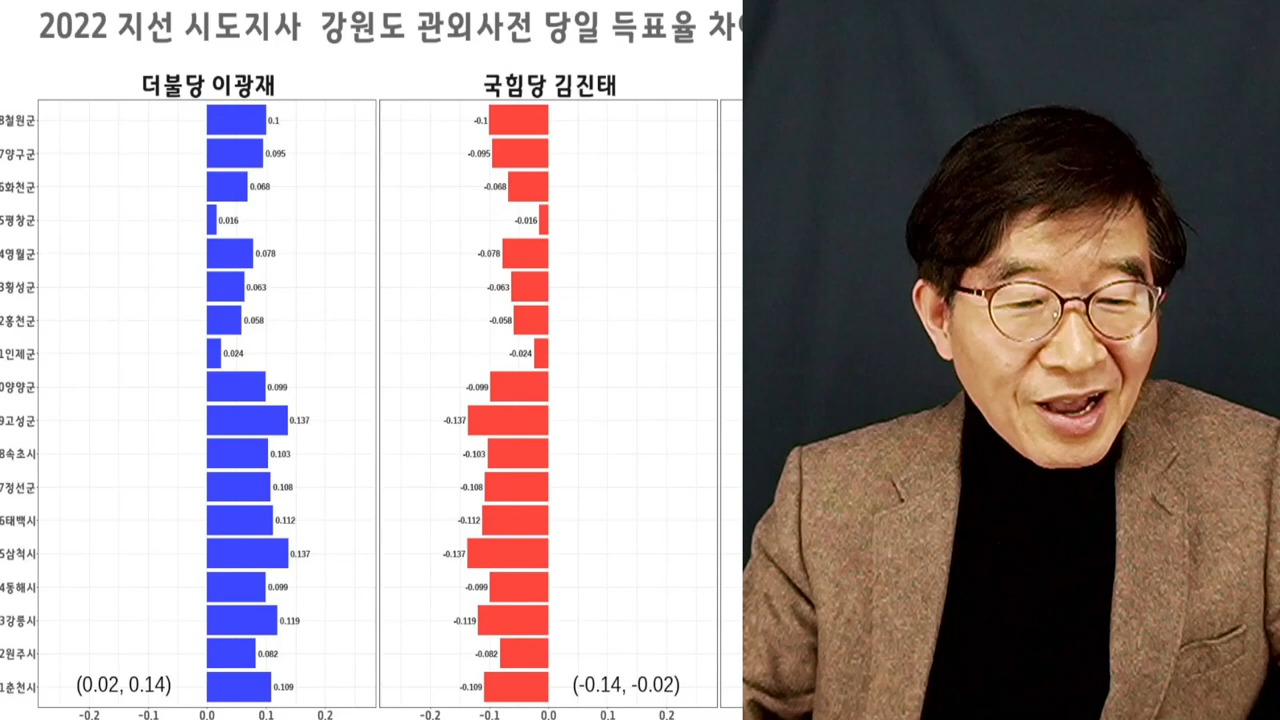 2022 지선 시도지사 강원도 관외사전 당일 득표율 차
더불당 이광재 국힘당 김진태
8철원군 0.1 -0.1
7양구군 0.095 -0.095
6화천군 0.068 -0.068
5평창군 0.016 -0.016
4영월군 0.078 -0.078
3횡성군 0.063 -0.063
2홍천군 0.058 -0.058
1인제군 0.024 -0.024
0양양군 0.099 -0.099
9고성군 0.137 -0.137
8속초시 0.103 -0.103
7정선군 0.108 -0.108
6태백시 0.112 -0.112
5삼척시 0.137 -0.137
4동해시 0.099 -0.099
3강릉시 0.119 -0.119
2원주시 0.082 -0.082
1춘천시 (0.02, 0.14) 0.109 -0.109 (-0.14, -0.02)
-0.2 -0.1 0.0 0.1 0.2 -0.2 -0.1 0.0 0.1 0.2